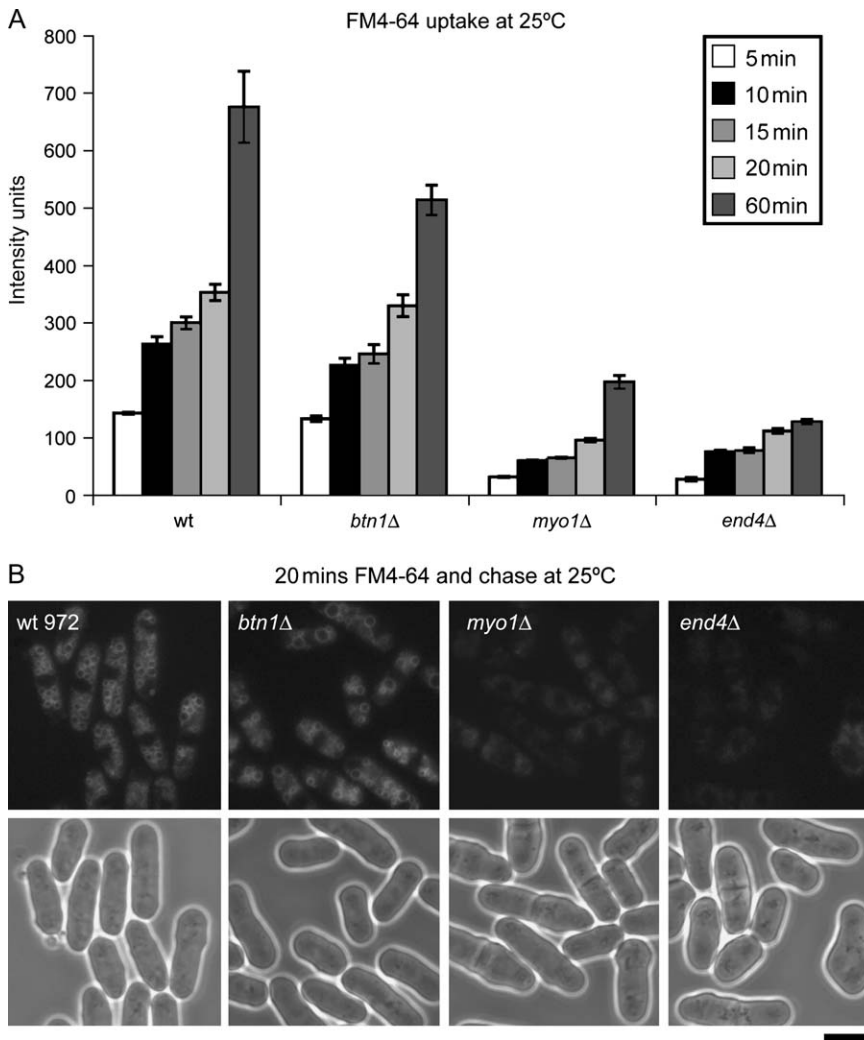 A
FM4-64 uptake at 25ºC
800
700
600
500
400
300
200
100
0
Intensity units
5 min
10 min
15 min
20 min
60 min
wt
btn1Δ
myo1Δ
end4Δ
B
20 mins FM4-64 and chase at 25ºC
wt 972
btn1Δ
myo1Δ
end4Δ